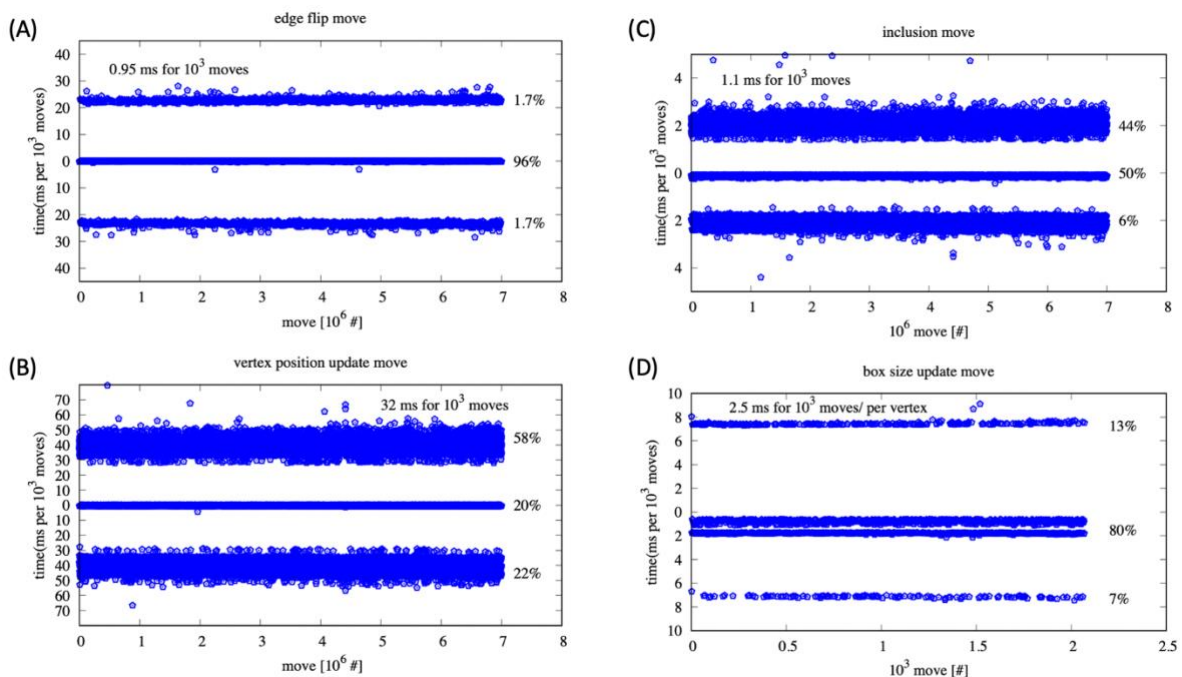 (A)
edge flip move
0.95 ms for 10³ moves
time(ms per 10³ moves)
40
30
20
10
0
10
20
30
40
1.7%
96%
1.7%
0 1 2 3 4 5 6 7 8
move [10⁶ #]
(C)
inclusion move
1.1 ms for 10³ moves
time(ms per 10³ moves)
4
2
0
2
4
44%
50%
6%
0 1 2 3 4 5 6 7 8
10⁶ move [#]
(B)
vertex position update move
32 ms for 10³ moves
time(ms per 10³ moves)
70
60
50
40
30
20
10
0
10
20
30
40
50
60
70
58%
20%
22%
0 1 2 3 4 5 6 7 8
move [10⁶ #]
(D)
box size update move
2.5 ms for 10³ moves/ per vertex
time(ms per 10³ moves)
10
8
6
4
2
0
2
4
6
8
10
13%
80%
7%
0 0.5 1 1.5 2 2.5
10³ move [#]